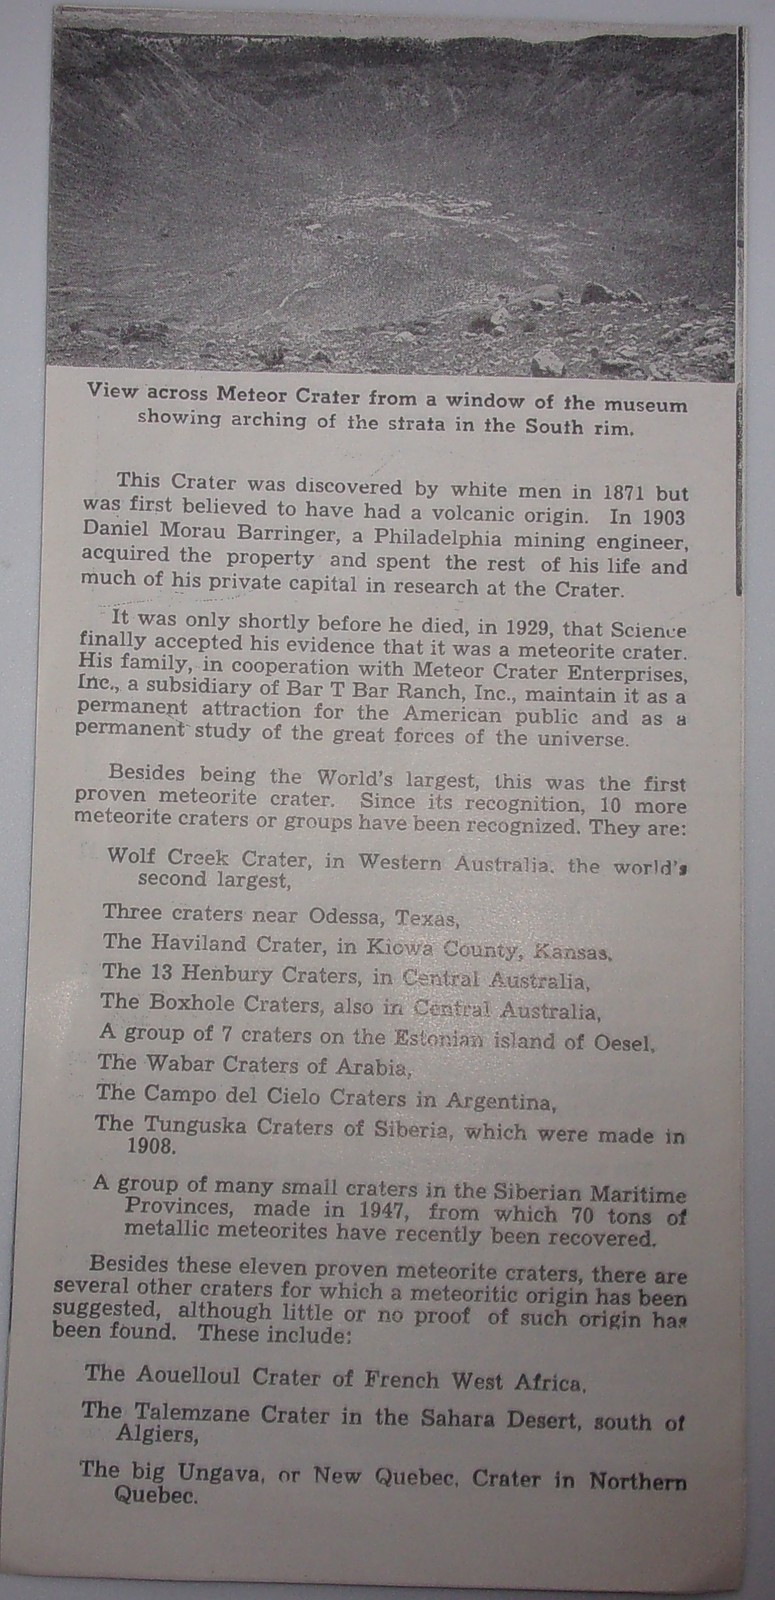 View across Meteor Crater from a window of the museum
showing arching of the strata in the South rim.
This Crater was discovered by white men in 1871 but
was first believed to have had a volcanic origin. In 1903
Daniel Morau Barringer, a Philadelphia mining engineer,
acquired the property and spent the rest of his life and
much of his private capital in research at the Crater.
It was only shortly before he died, in 1929, that Science
finally accepted his evidence that it was a meteorite crater.
His family, in cooperation with Meteor Crater Enterprises,
Inc., a subsidiary of Bar T Bar Ranch, Inc., maintain it as a
permanent attraction for the American public and as a
permanent study of the great forces of the universe.
Besides being the World's largest, this was the first
proven meteorite crater. Since its recognition, 10 more
meteorite craters or groups have been recognized. They are:
Wolf Creek Crater, in Western Australia. the world's
second largest,
Three craters near Odessa, Texas,
The Haviland Crater, in Kiowa County, Kansas,
The 13 Henbury Craters, in Central Australia,
The Boxhole Craters, also in Central Australia,
A group of 7 craters on the Estonian island of Oesel,
The Wabar Craters of Arabia,
The Campo del Cielo Craters in Argentina,
The Tunguska Craters of Siberia, which were made in
1908.
A group of many small craters in the Siberian Maritime
Provinces, made in 1947, from which 70 tons of
metallic meteorites have recently been recovered.
Besides these eleven proven meteorite craters, there are
several other craters for which a meteoritic origin has been
suggested, although little or no proof of such origin has
been found. These include:
The Aouelloul Crater of French West Africa,
The Talemzane Crater in the Sahara Desert, south of
Algiers,
The big Ungava, or New Quebec, Crater in Northern
Quebec.